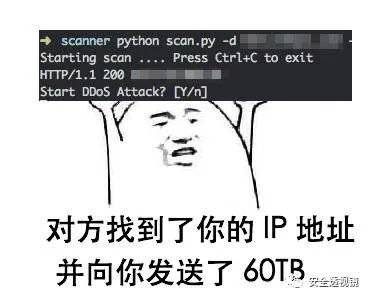 ➜ scanner python scan.py -d
Starting scan .... Press Ctrl+C to exit
HTTP/1.1 200
Start DDoS Attack? [Y/n]
对方找到了你的 IP 地址
并向你发送了 60TB
安全透视镜